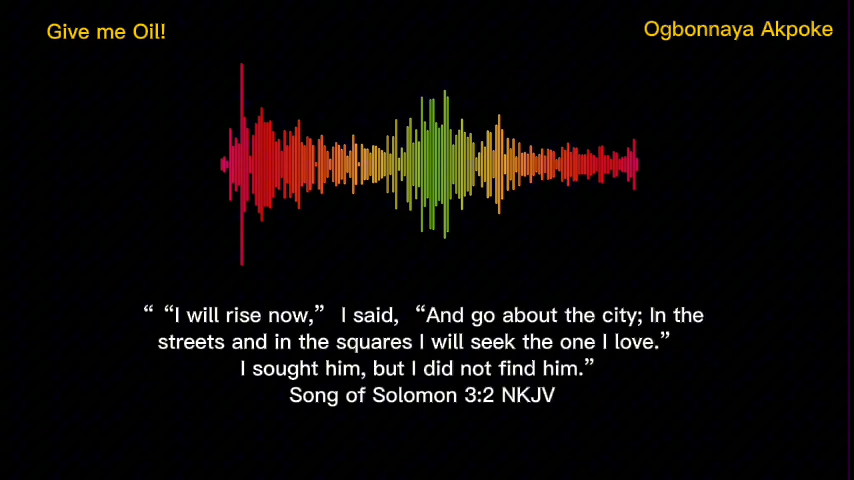 Give me Oil!
Ogbonnaya Akpoke
“ “I will rise now,” I said, “And go about the city; In the
streets and in the squares I will seek the one I love.”
I sought him, but I did not find him.”
Song of Solomon 3:2 NKJV